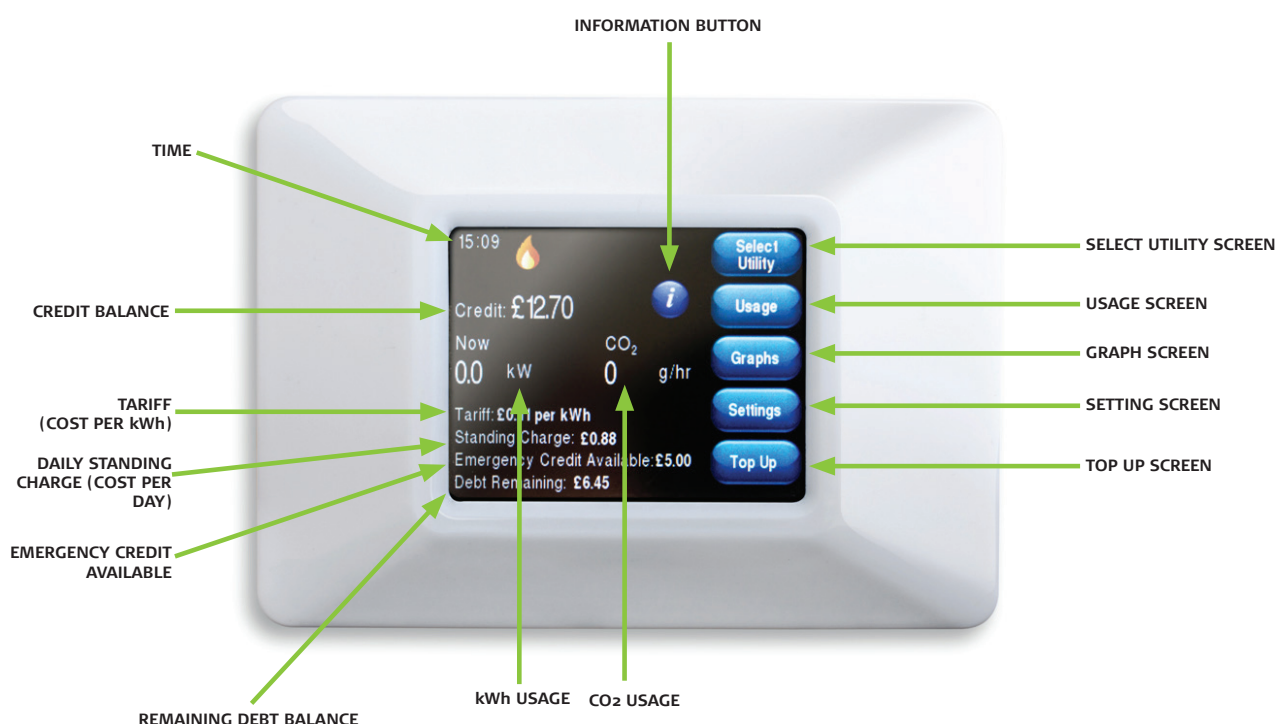 INFORMATION BUTTON
TIME
15:09
Select
Utility
SELECT UTILITY SCREEN
CREDIT BALANCE
Credit: £12.70
i
Usage
USAGE SCREEN
Now
CO₂
0.0 kW
0 g/hr
Graphs
GRAPH SCREEN
TARIFF
(COST PER kWh)
Tariff: per kWh
Settings
SETTING SCREEN
DAILY STANDING
CHARGE (COST PER
DAY)
Standing Charge: £0.88
Emergency Credit Available:£5.00
Debt Remaining: £6.45
Top Up
TOP UP SCREEN
EMERGENCY CREDIT
AVAILABLE
kWh USAGE
CO2 USAGE
REMAINING DEBT BALANCE